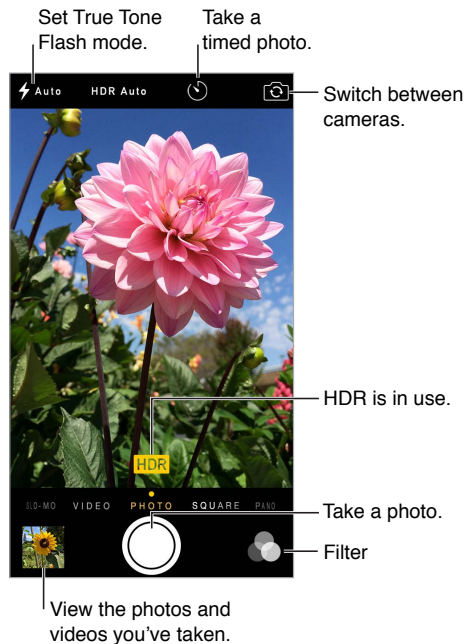 Set True Tone
Flash mode.
Take a
timed photo.
Auto
HDR Auto
Switch between
cameras.
HDR is in use.
HDR
SLO-MO VIDEO PHOTO SQUARE PANO
Take a photo.
Filter
View the photos and
videos you've taken.